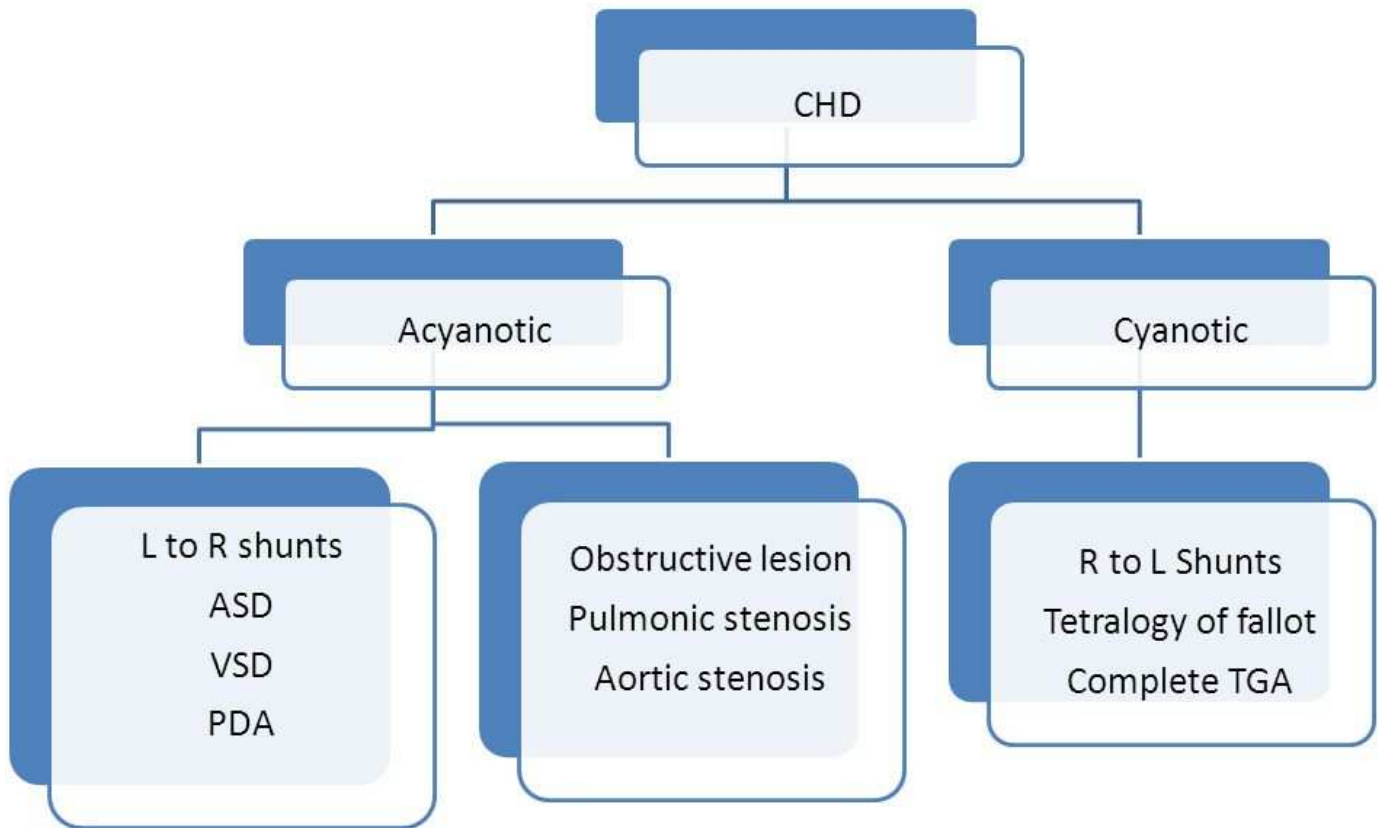 CHD
Acyanotic
Cyanotic
L to R shunts
ASD
VSD
PDA
Obstructive lesion
Pulmonic stenosis
Aortic stenosis
R to L Shunts
Tetralogy of fallot
Complete TGA